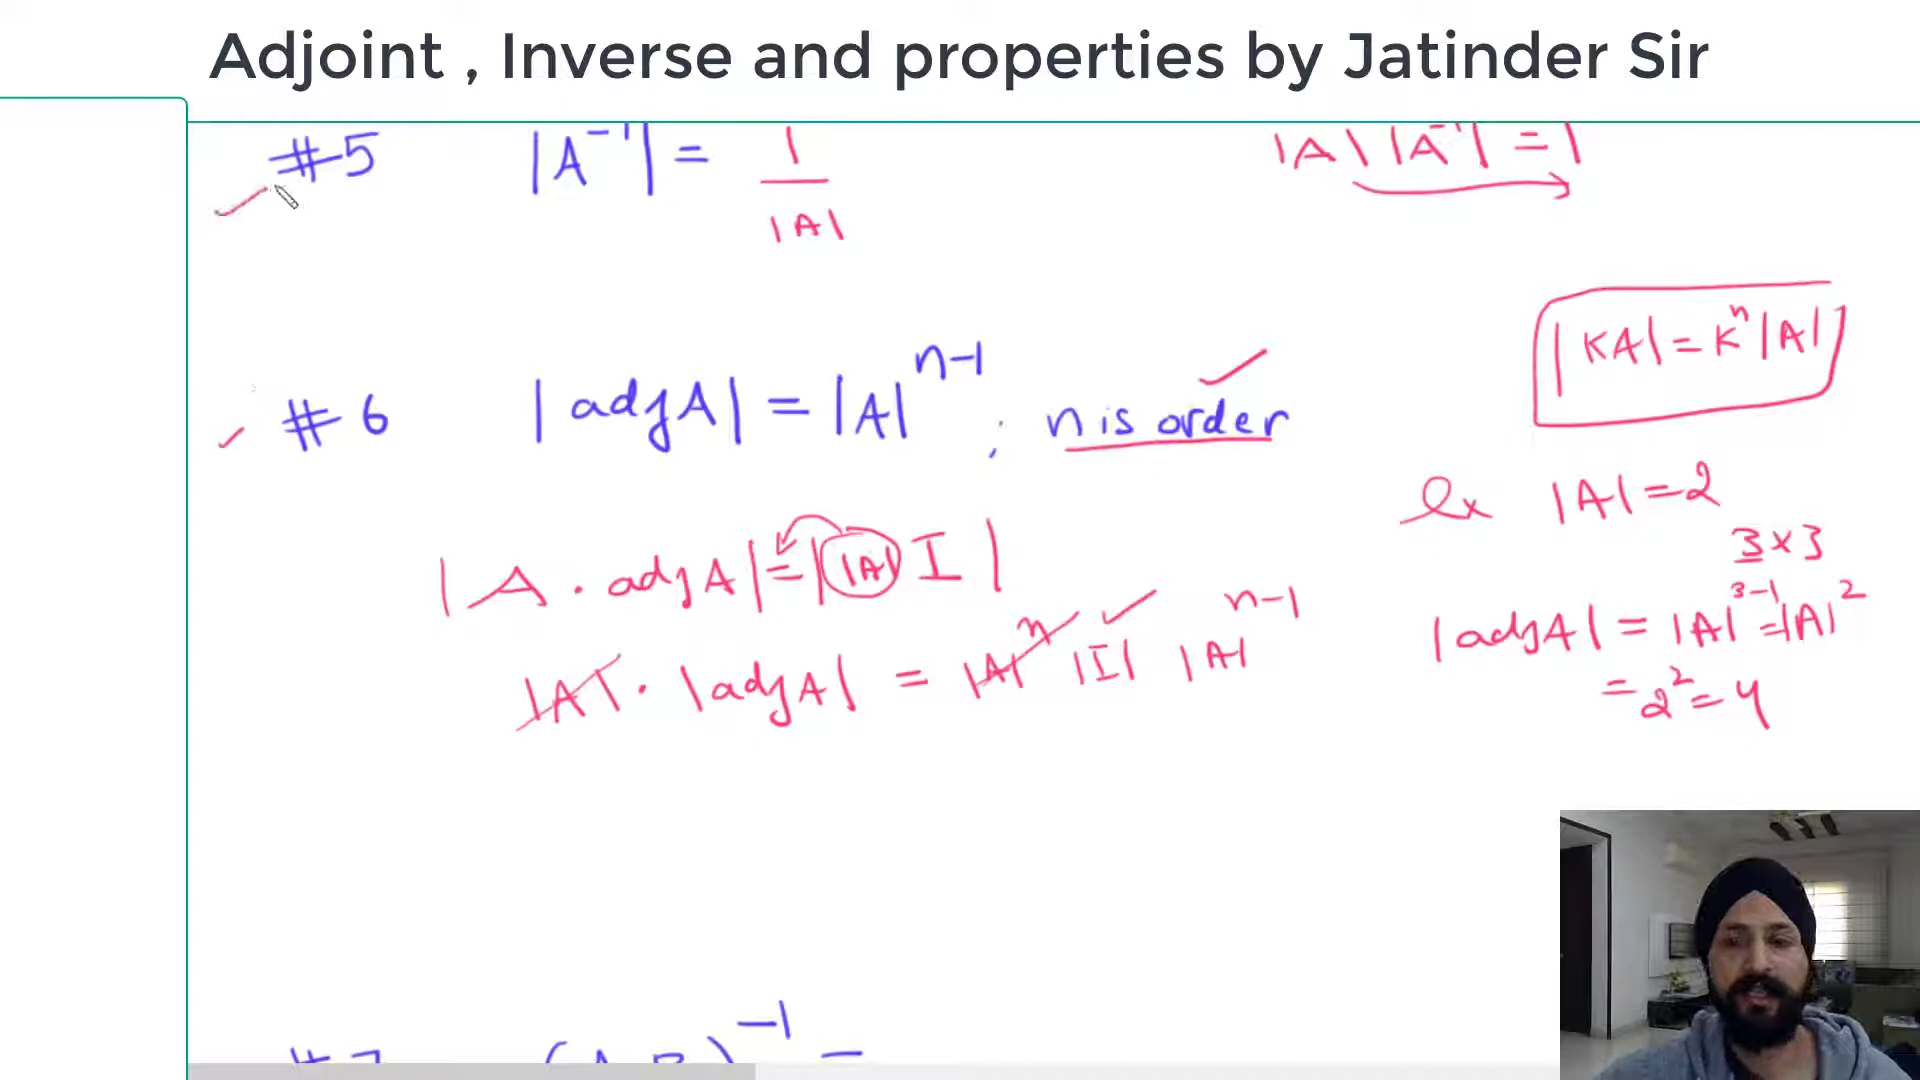 Adjoint , Inverse and properties by Jatinder Sir
#5 |A⁻¹| = 1/|A| |A| |A⁻¹| = 1
|KA| = Kⁿ |A|
#6 |adjA| = |A|ⁿ⁻¹ ; n is order
Ex |A| = 2
3×3
|A . adjA| = ||A| I|
|adjA| = |A|³⁻¹ = |A|²
|A| . |adjA| = |A|ⁿ |I| |A|ⁿ⁻¹
= 2² = 4